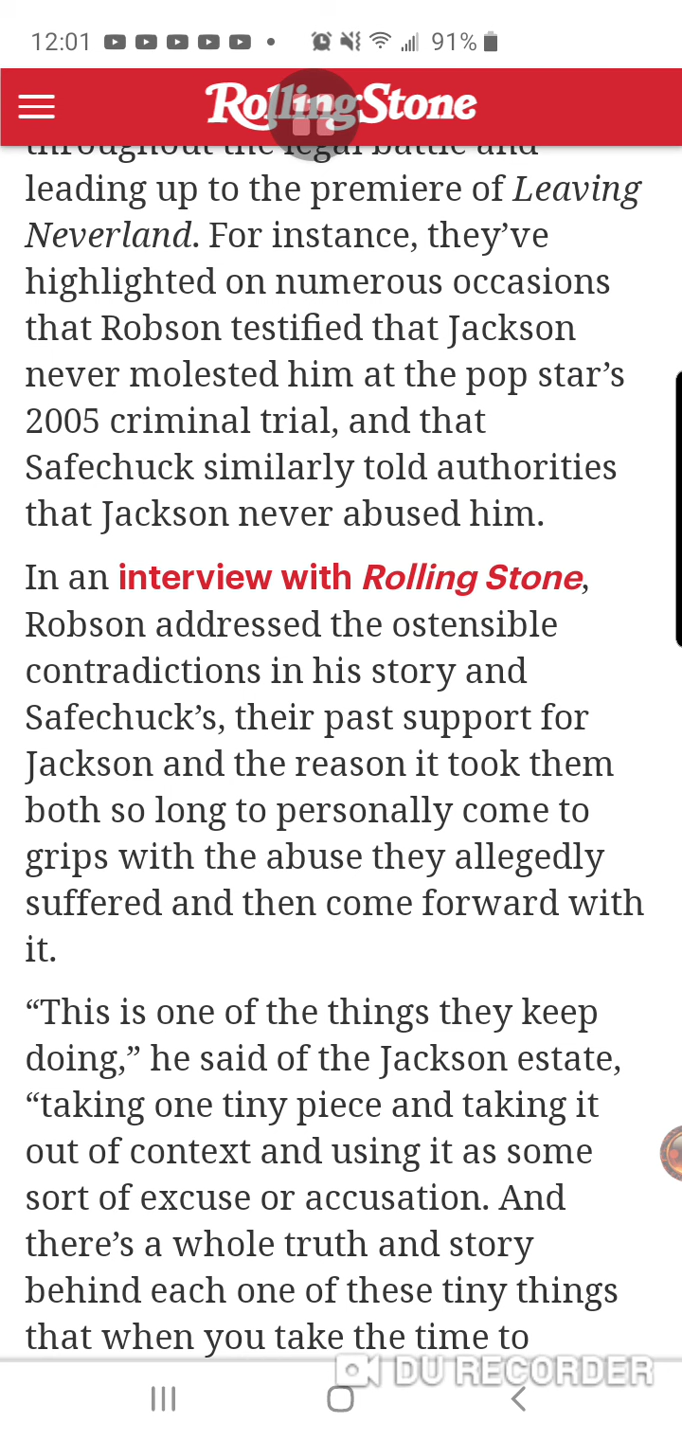 12:01 91%
RollingStone
throughout the legal battle and
leading up to the premiere of Leaving
Neverland. For instance, they’ve
highlighted on numerous occasions
that Robson testified that Jackson
never molested him at the pop star’s
2005 criminal trial, and that
Safechuck similarly told authorities
that Jackson never abused him.
In an interview with Rolling Stone,
Robson addressed the ostensible
contradictions in his story and
Safechuck’s, their past support for
Jackson and the reason it took them
both so long to personally come to
grips with the abuse they allegedly
suffered and then come forward with
it.
“This is one of the things they keep
doing,” he said of the Jackson estate,
“taking one tiny piece and taking it
out of context and using it as some
sort of excuse or accusation. And
there’s a whole truth and story
behind each one of these tiny things
that when you take the time to
DU RECORDER